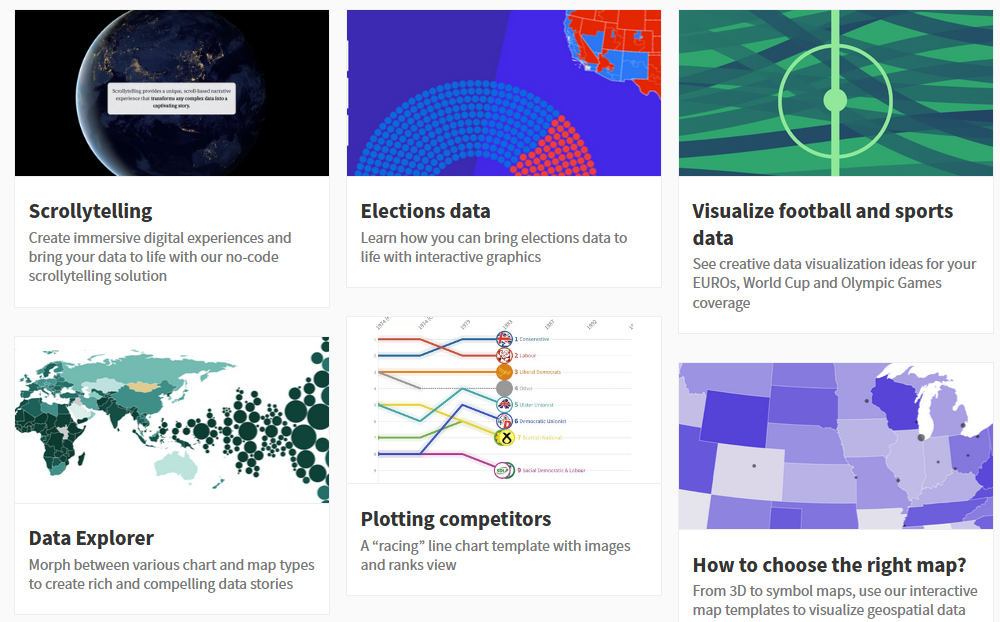 Scrollytelling provides a unique, scroll-based narrative
experience that transforms any complex data into a
captivating story.
Scrollytelling
Create immersive digital experiences and
bring your data to life with our no-code
scrollytelling solution
Elections data
Learn how you can bring elections data to
life with interactive graphics
Visualize football and sports
data
See creative data visualization ideas for your
EUROs, World Cup and Olympic Games
coverage
Data Explorer
Morph between various chart and map types
to create rich and compelling data stories
1979
1983
1987
1992
1 Conservative
2 Labour
3 Liberal Democrats
4 Other
5 Ulster Unionist
6 Democratic Unionist
7 Scottish National
9 Social Democratic & Labour
Plotting competitors
A “racing” line chart template with images
and ranks view
How to choose the right map?
From 3D to symbol maps, use our interactive
map templates to visualize geospatial data